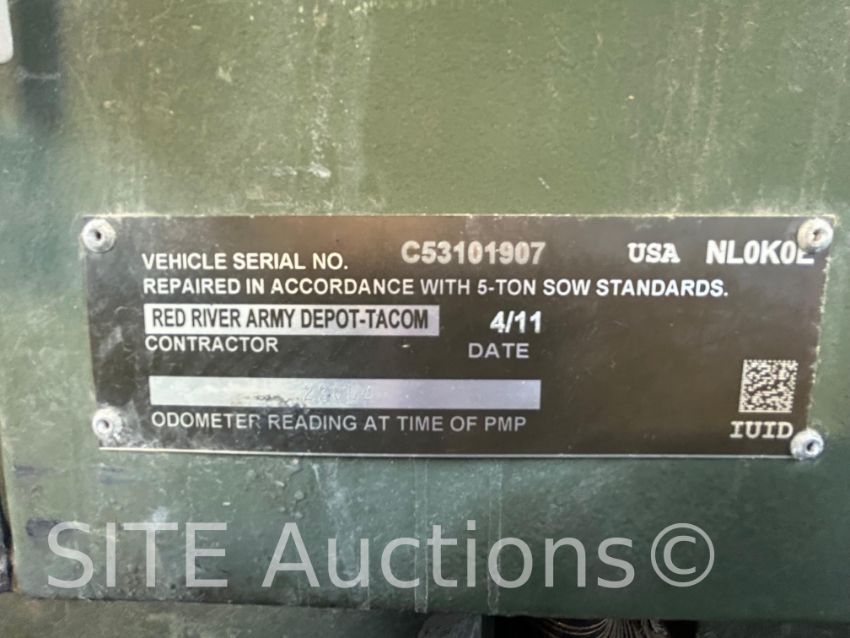 VEHICLE SERIAL NO. C53101907 USA
REPAIRED IN ACCORDANCE WITH 5-TON SOW STANDARDS.
RED RIVER ARMY DEPOT-TACOM 4/11
CONTRACTOR DATE
ODOMETER READING AT TIME OF PMP
IUID
SITE Auctions©